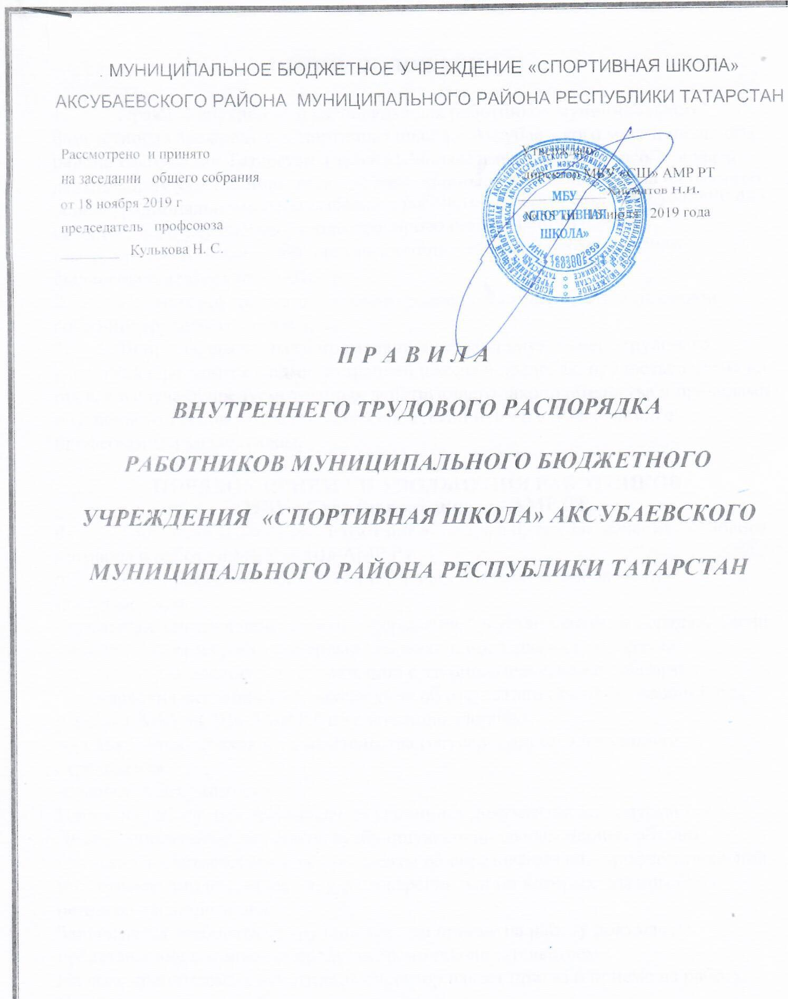 МУНИЦИПАЛЬНОЕ БЮДЖЕТНОЕ УЧРЕЖДЕНИЕ «СПОРТИВНАЯ ШКОЛА»
АКСУБАЕВСКОГО РАЙОНА МУНИЦИПАЛЬНОГО РАЙОНА РЕСПУБЛИКИ ТАТАРСТАН
Рассмотрено и принято
на заседании общего собрания
от 18 ноября 2019 г
председатель профсоюза
________ Кулькова Н. С.
Утверждаю
директор МБУ «СШ» АМР РТ
Н.И.
июля 2019 года
МБУ
«СПОРТИВНАЯ
ШКОЛА»
ИНН 1603002659
П Р А В И Л А
ВНУТРЕННЕГО ТРУДОВОГО РАСПОРЯДКА
РАБОТНИКОВ МУНИЦИПАЛЬНОГО БЮДЖЕТНОГО
УЧРЕЖДЕНИЯ «СПОРТИВНАЯ ШКОЛА» АКСУБАЕВСКОГО
МУНИЦИПАЛЬНОГО РАЙОНА РЕСПУБЛИКИ ТАТАРСТАН